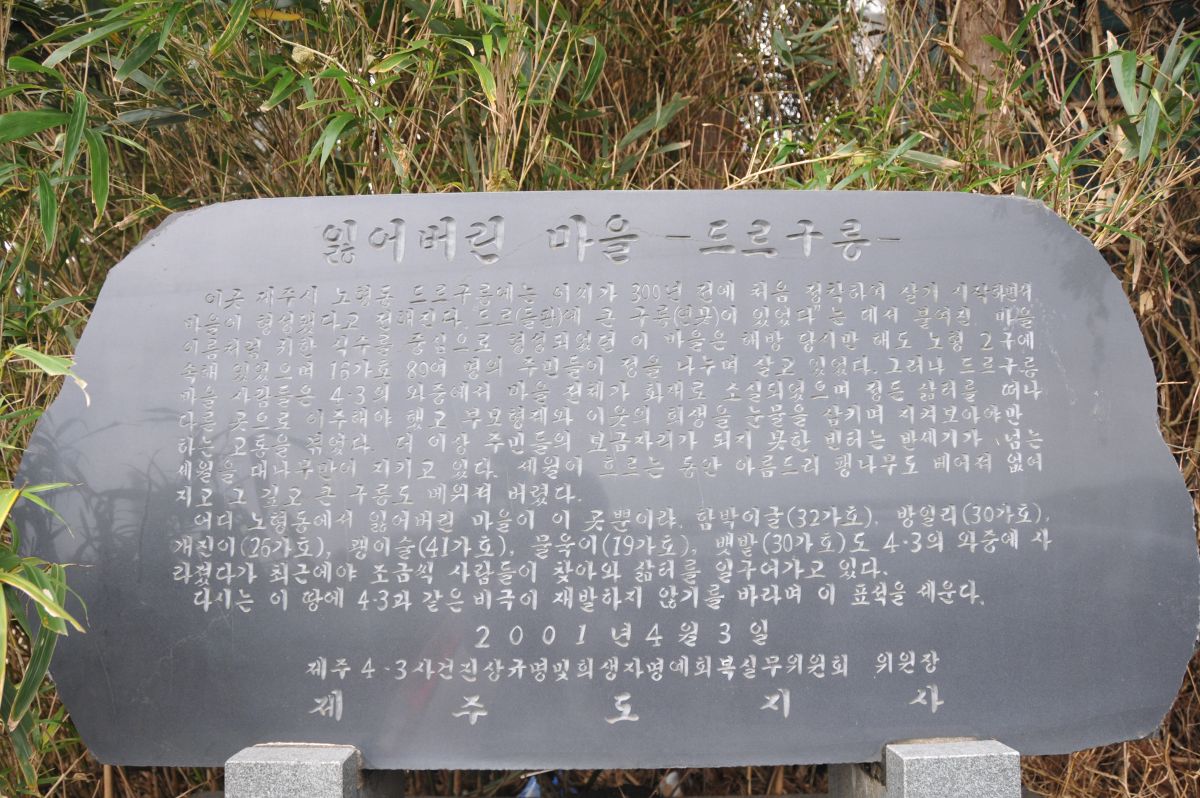 잃어버린 마을 -드르구릉-
이곳 제주시 노형동 드르구릉에는 이씨가 300년 전에 처음 정착하여 살기 시작하면서
마을이 형성됐다고 전해진다. 드르(들판)에 큰 구릉(연못)이 있었다"는 데서 붙여진 마을
이름처럼 귀한 식수를 중심으로 형성되었던 이 마을은 해방 당시만 해도 노형 2구에
속해 있었으며 16가호 80여 명의 주민들이 정을 나누며 살고 있었다. 그러나 드르구릉
마을 사람들은 4·3의 와중에서 마을 전체가 화재로 소실되었으며 정든 삶터를 떠나
다른 곳으로 이주해야 했고 부모형제와 이웃의 희생을 눈물을 삼키며 지켜보아야만
하는 고통을 겪었다. 더 이상 주민들의 보금자리가 되지 못한 빈터는 반세기가 넘는
세월을 대나무만이 지키고 있다. 세월이 흐르는 동안 아름드리 팽나무도 베어져 없어
지고 그 길고 큰 구릉도 메워져 버렸다.
어디 노형동에서 잃어버린 마을이 이 곳뿐이랴. 함박이굴(32가호), 방일리(30가호),
개진이(26가호), 괭이술(41가호), 물욱이(19가호), 뱃밭(30가호)도 4·3의 와중에 사
라졌다가 최근에야 조금씩 사람들이 찾아와 삶터를 일구어가고 있다.
다시는 이 땅에 4·3과 같은 비극이 재발하지 않기를 바라며 이 표석을 세운다.
2001년 4월 3일
제주4·3사건진상규명및희생자명예회복실무위원회 위원장
제주도지사